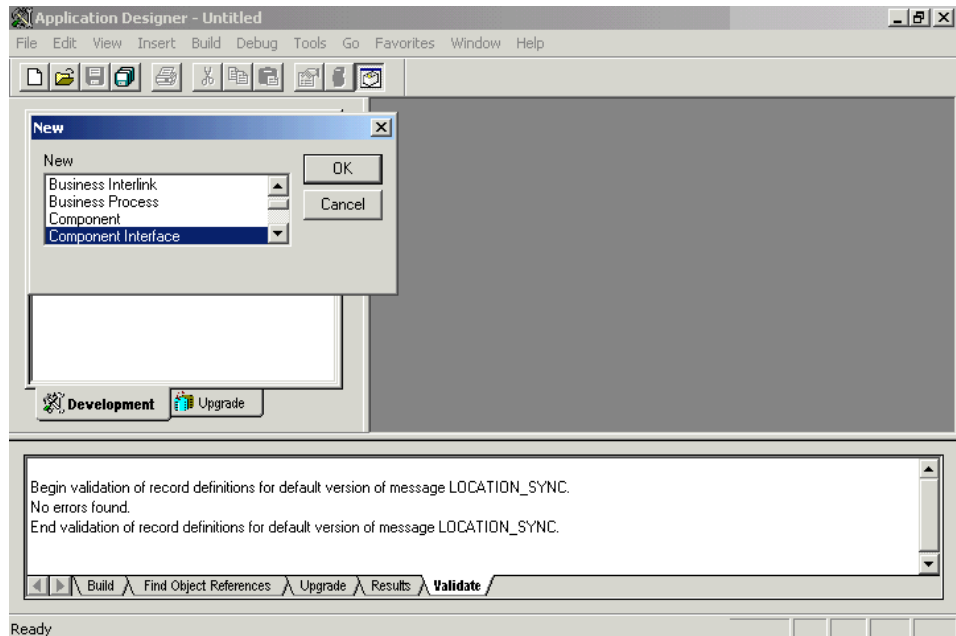 Application Designer - Untitled
File Edit View Insert Build Debug Tools Go Favorites Window Help
New
New
Business Interlink
Business Process
Component
Component Interface
OK
Cancel
Development
Upgrade
Begin validation of record definitions for default version of message LOCATION_SYNC.
No errors found.
End validation of record definitions for default version of message LOCATION_SYNC.
Build Find Object References Upgrade Results Validate
Ready